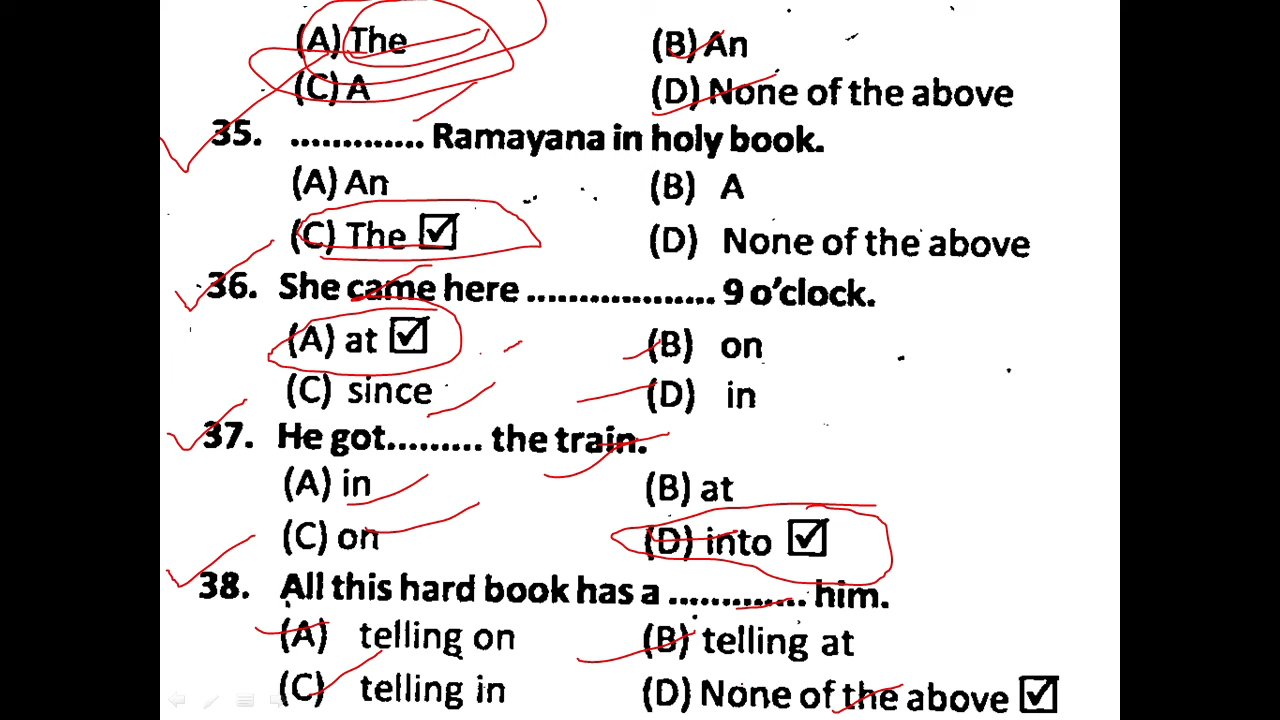 (A) The (B) An
(C) A (D) None of the above
35. ............. Ramayana in holy book.
(A) An (B) A
(C) The ☑ (D) None of the above
36. She came here .................. 9 o’clock.
(A) at ☑ (B) on
(C) since (D) in
37. He got......... the train.
(A) in (B) at
(C) on (D) into ☑
38. All this hard book has a ............. him.
(A) telling on (B) telling at
(C) telling in (D) None of the above ☑